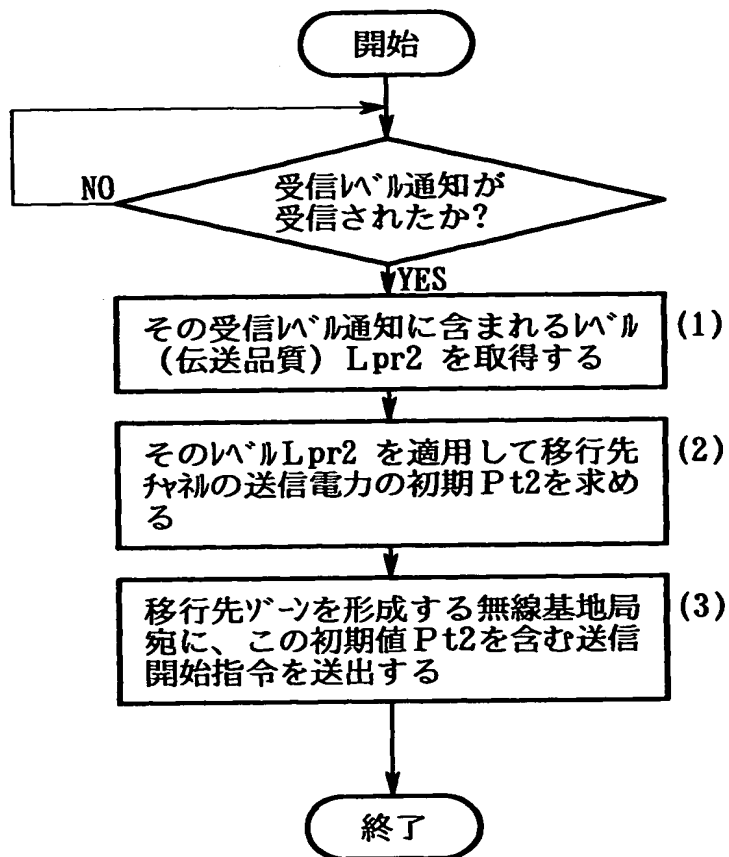 開始
NO
受信ﾚﾍﾞﾙ通知が
受信されたか?
YES
その受信ﾚﾍﾞﾙ通知に含まれるﾚﾍﾞﾙ
(伝送品質) Lpr2 を取得する
(1)
そのﾚﾍﾞﾙLpr2 を適用して移行先
ﾁｬﾈﾙの送信電力の初期Pt2を求め
る
(2)
移行先ｿﾞｰﾝを形成する無線基地局
宛に、この初期値Pt2を含む送信
開始指令を送出する
(3)
終了